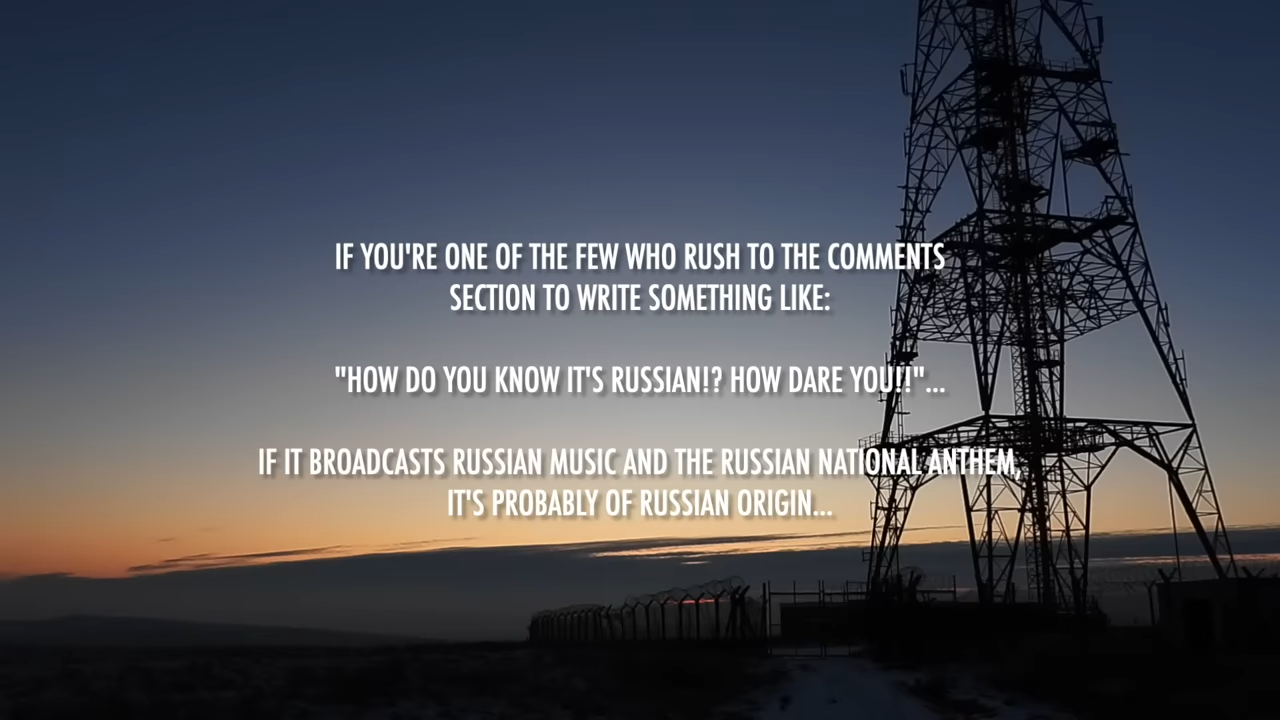 IF YOU'RE ONE OF THE FEW WHO RUSH TO THE COMMENTS
SECTION TO WRITE SOMETHING LIKE:
"HOW DO YOU KNOW IT'S RUSSIAN!? HOW DARE YOU!!"...
IF IT BROADCASTS RUSSIAN MUSIC AND THE RUSSIAN NATIONAL ANTHEM,
IT'S PROBABLY OF RUSSIAN ORIGIN...